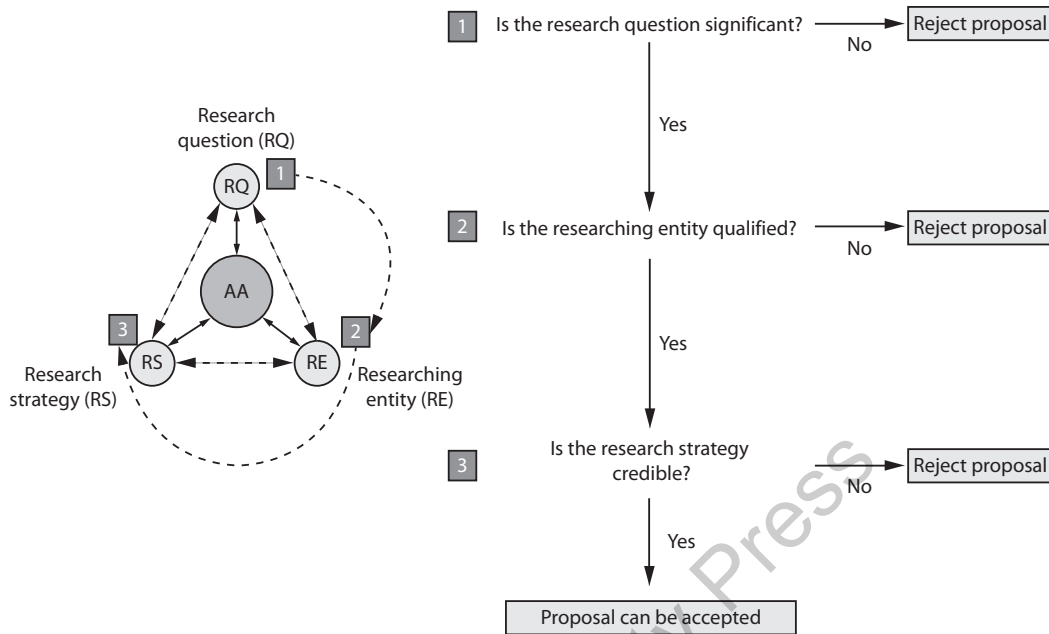 Research
question (RQ)
1
RQ
AA
3
2
RS
RE
Research
strategy (RS)
Researching
entity (RE)
1
Is the research question significant?
No
Reject proposal
Yes
2
Is the researching entity qualified?
No
Reject proposal
Yes
3
Is the research strategy
credible?
No
Reject proposal
Yes
Proposal can be accepted
Press